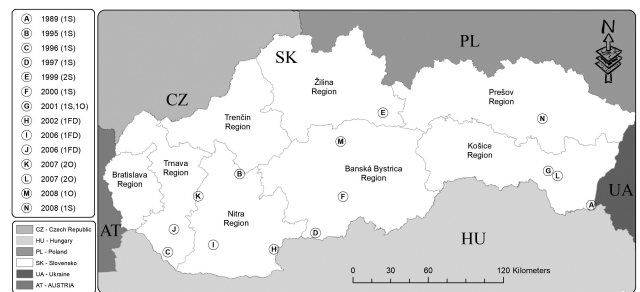 A 1989 (1S)
B 1995 (1S)
C 1996 (1S)
D 1997 (1S)
E 1999 (2S)
F 2000 (1S)
G 2001 (1S,1O)
H 2002 (1FD)
I 2006 (1FD)
J 2006 (1FD)
K 2007 (2O)
L 2007 (2O)
M 2008 (1O)
N 2008 (1S)
CZ - Czech Republic
HU - Hungary
PL - Poland
SK - Slovensko
UA - Ukraine
AT - AUSTRIA
N
PL
SK
CZ
Žilina
Region
Prešov
Region
E
N
Trenčín
Region
M
Košice
Region
Trnava
Region
Banská Bystrica
Region
Bratislava
Region
B
G
L
K
F
A
UA
Nitra
Region
AT
J
D
I
H
C
HU
0 30 60 120 Kilometers